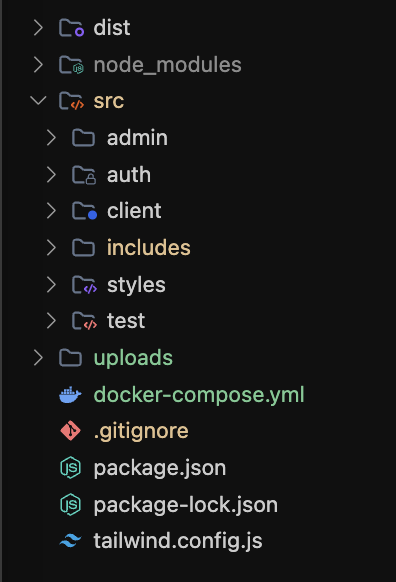 dist
node_modules
src
admin
auth
client
includes
styles
test
uploads
docker-compose.yml
.gitignore
package.json
package-lock.json
tailwind.config.js